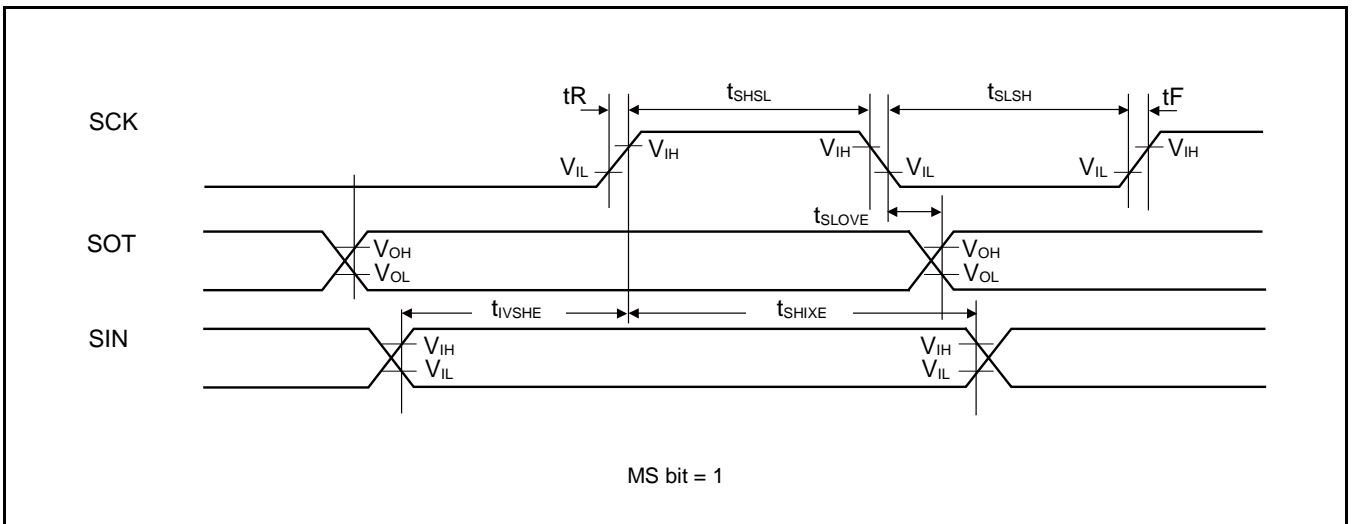 tR tSHSL tSLSH tF
SCK
VIH VIH VIH
VIL VIL VIL
tSLOVE
SOT
VOH VOH
VOL VOL
tIVSHE tSHIXE
SIN
VIH VIH
VIL VIL
MS bit = 1